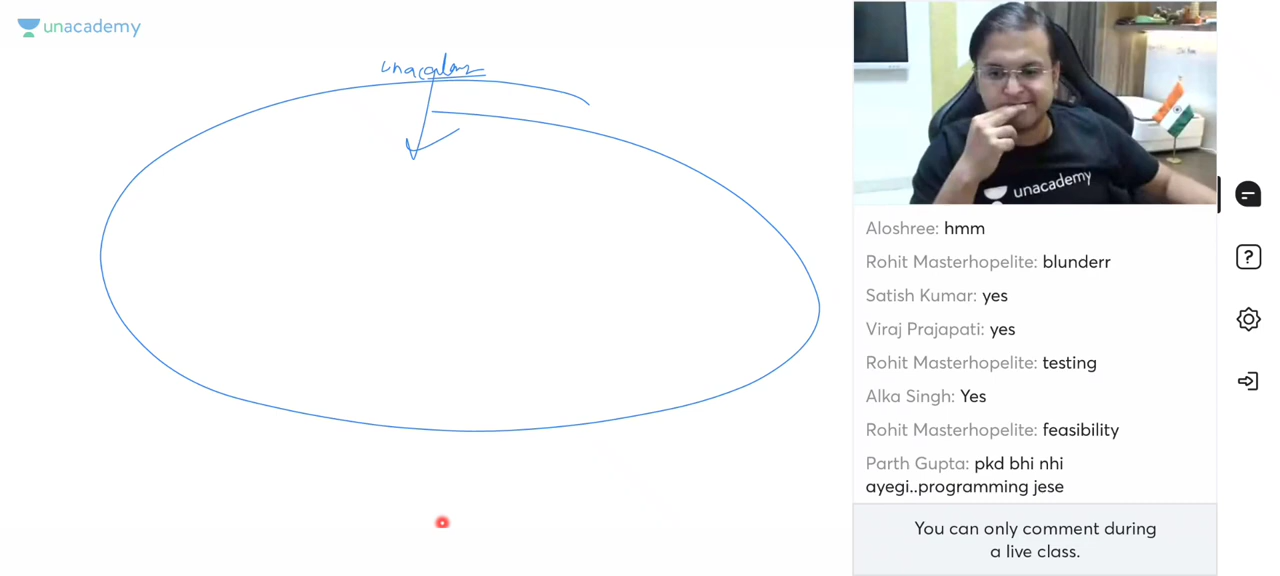 unacademy
unacademy
unacademy
Aloshree: hmm
Rohit Masterhopelite: blunderr
Satish Kumar: yes
Viraj Prajapati: yes
Rohit Masterhopelite: testing
Alka Singh: Yes
Rohit Masterhopelite: feasibility
Parth Gupta: pkd bhi nhi
ayegi..programming jese
You can only comment during
a live class.